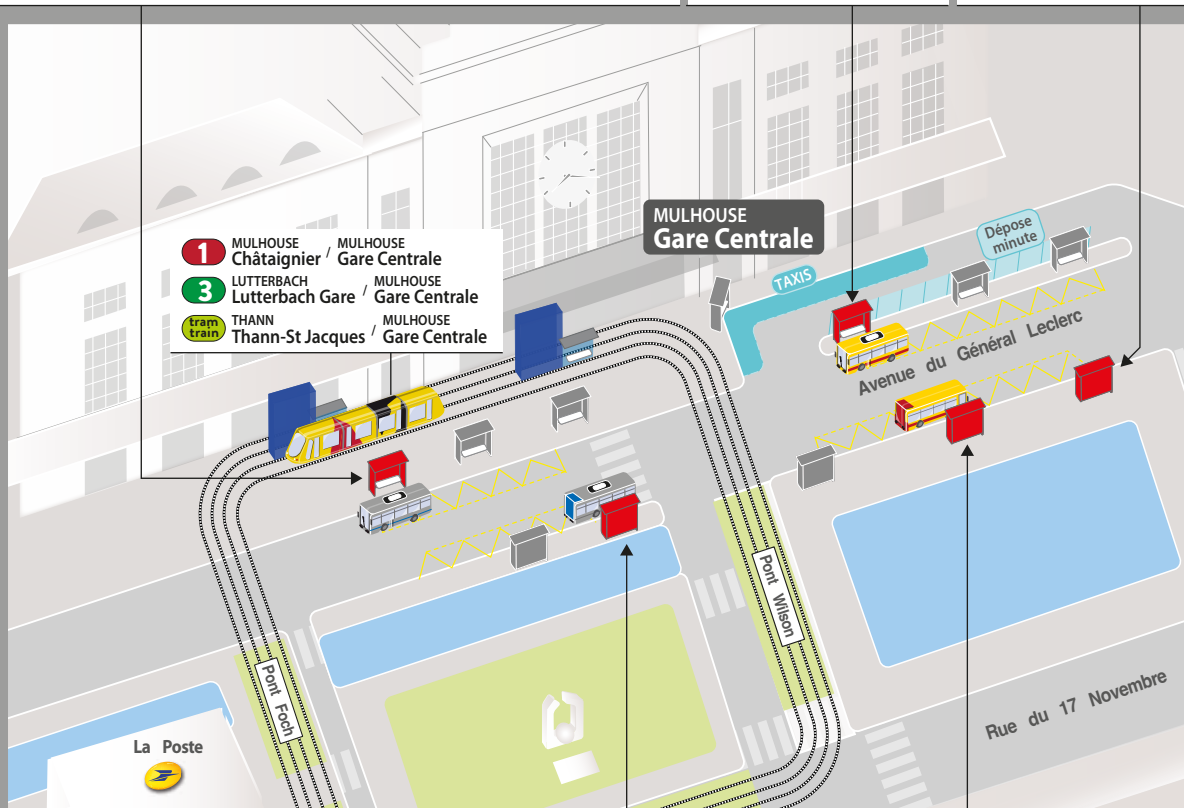 MULHOUSE
Gare Centrale
1 MULHOUSE Châtaignier / MULHOUSE Gare Centrale
3 LUTTERBACH Lutterbach Gare / MULHOUSE Gare Centrale
tram train THANN Thann-St Jacques / MULHOUSE Gare Centrale
TAXIS
Dépose
minute
Avenue du Général Leclerc
Pont Wilson
Pont Foch
Rue du 17 Novembre
La Poste